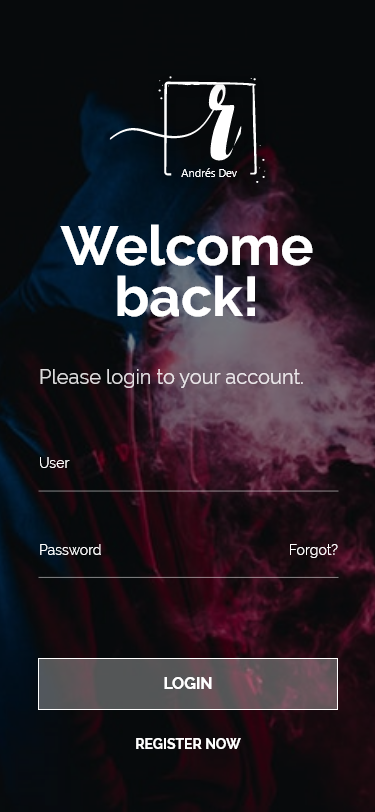 r
Andrés Dev
Welcome
back!
Please login to your account.
User
Password Forgot?
LOGIN
REGISTER NOW